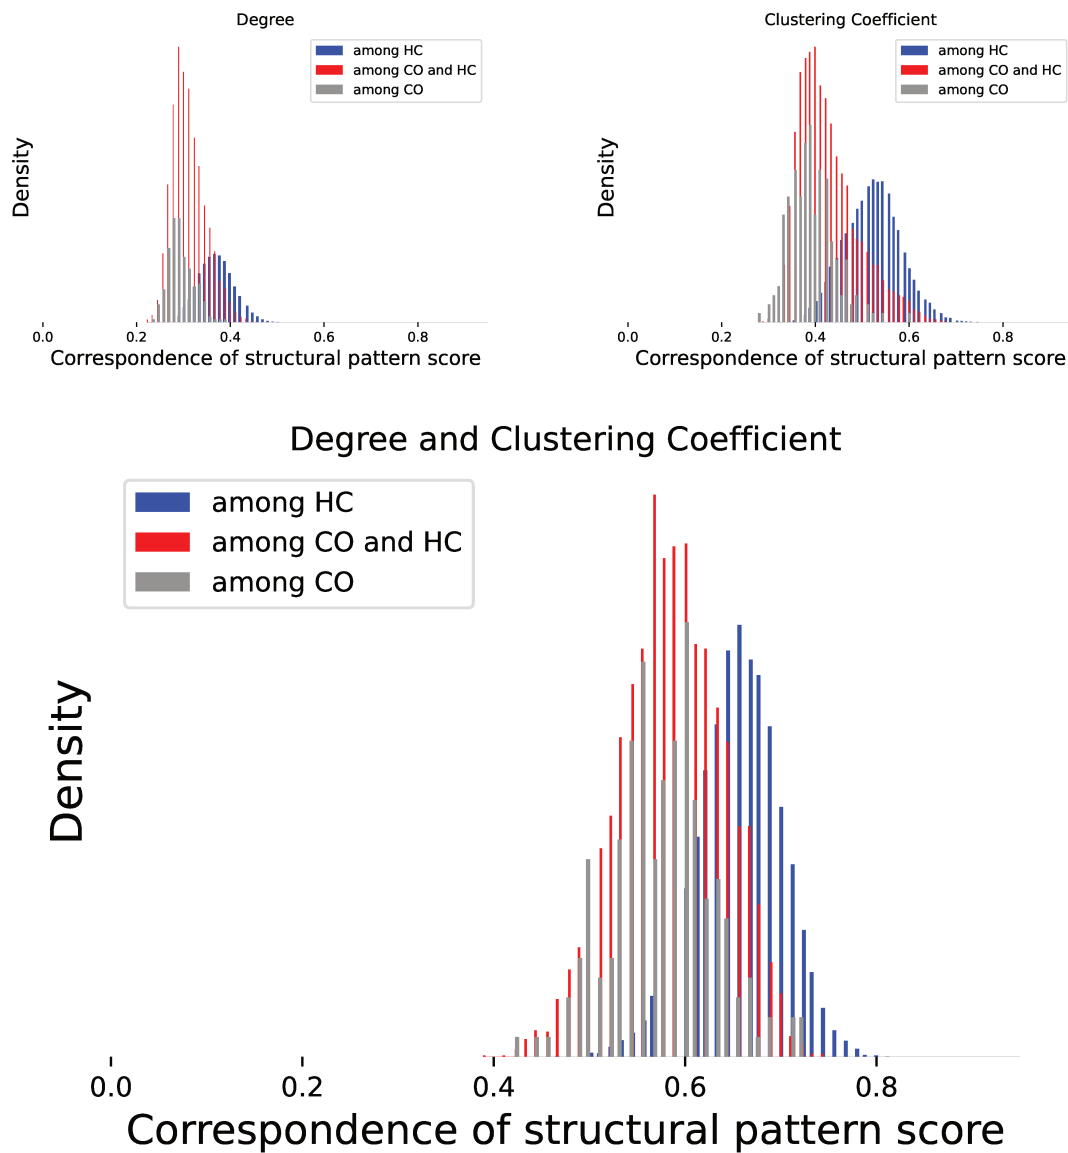 Degree
among HC
among CO and HC
among CO
Density
0.0 0.2 0.4 0.6 0.8
Correspondence of structural pattern score
Clustering Coefficient
among HC
among CO and HC
among CO
Density
0.0 0.2 0.4 0.6 0.8
Correspondence of structural pattern score
Degree and Clustering Coefficient
among HC
among CO and HC
among CO
Density
0.0 0.2 0.4 0.6 0.8
Correspondence of structural pattern score